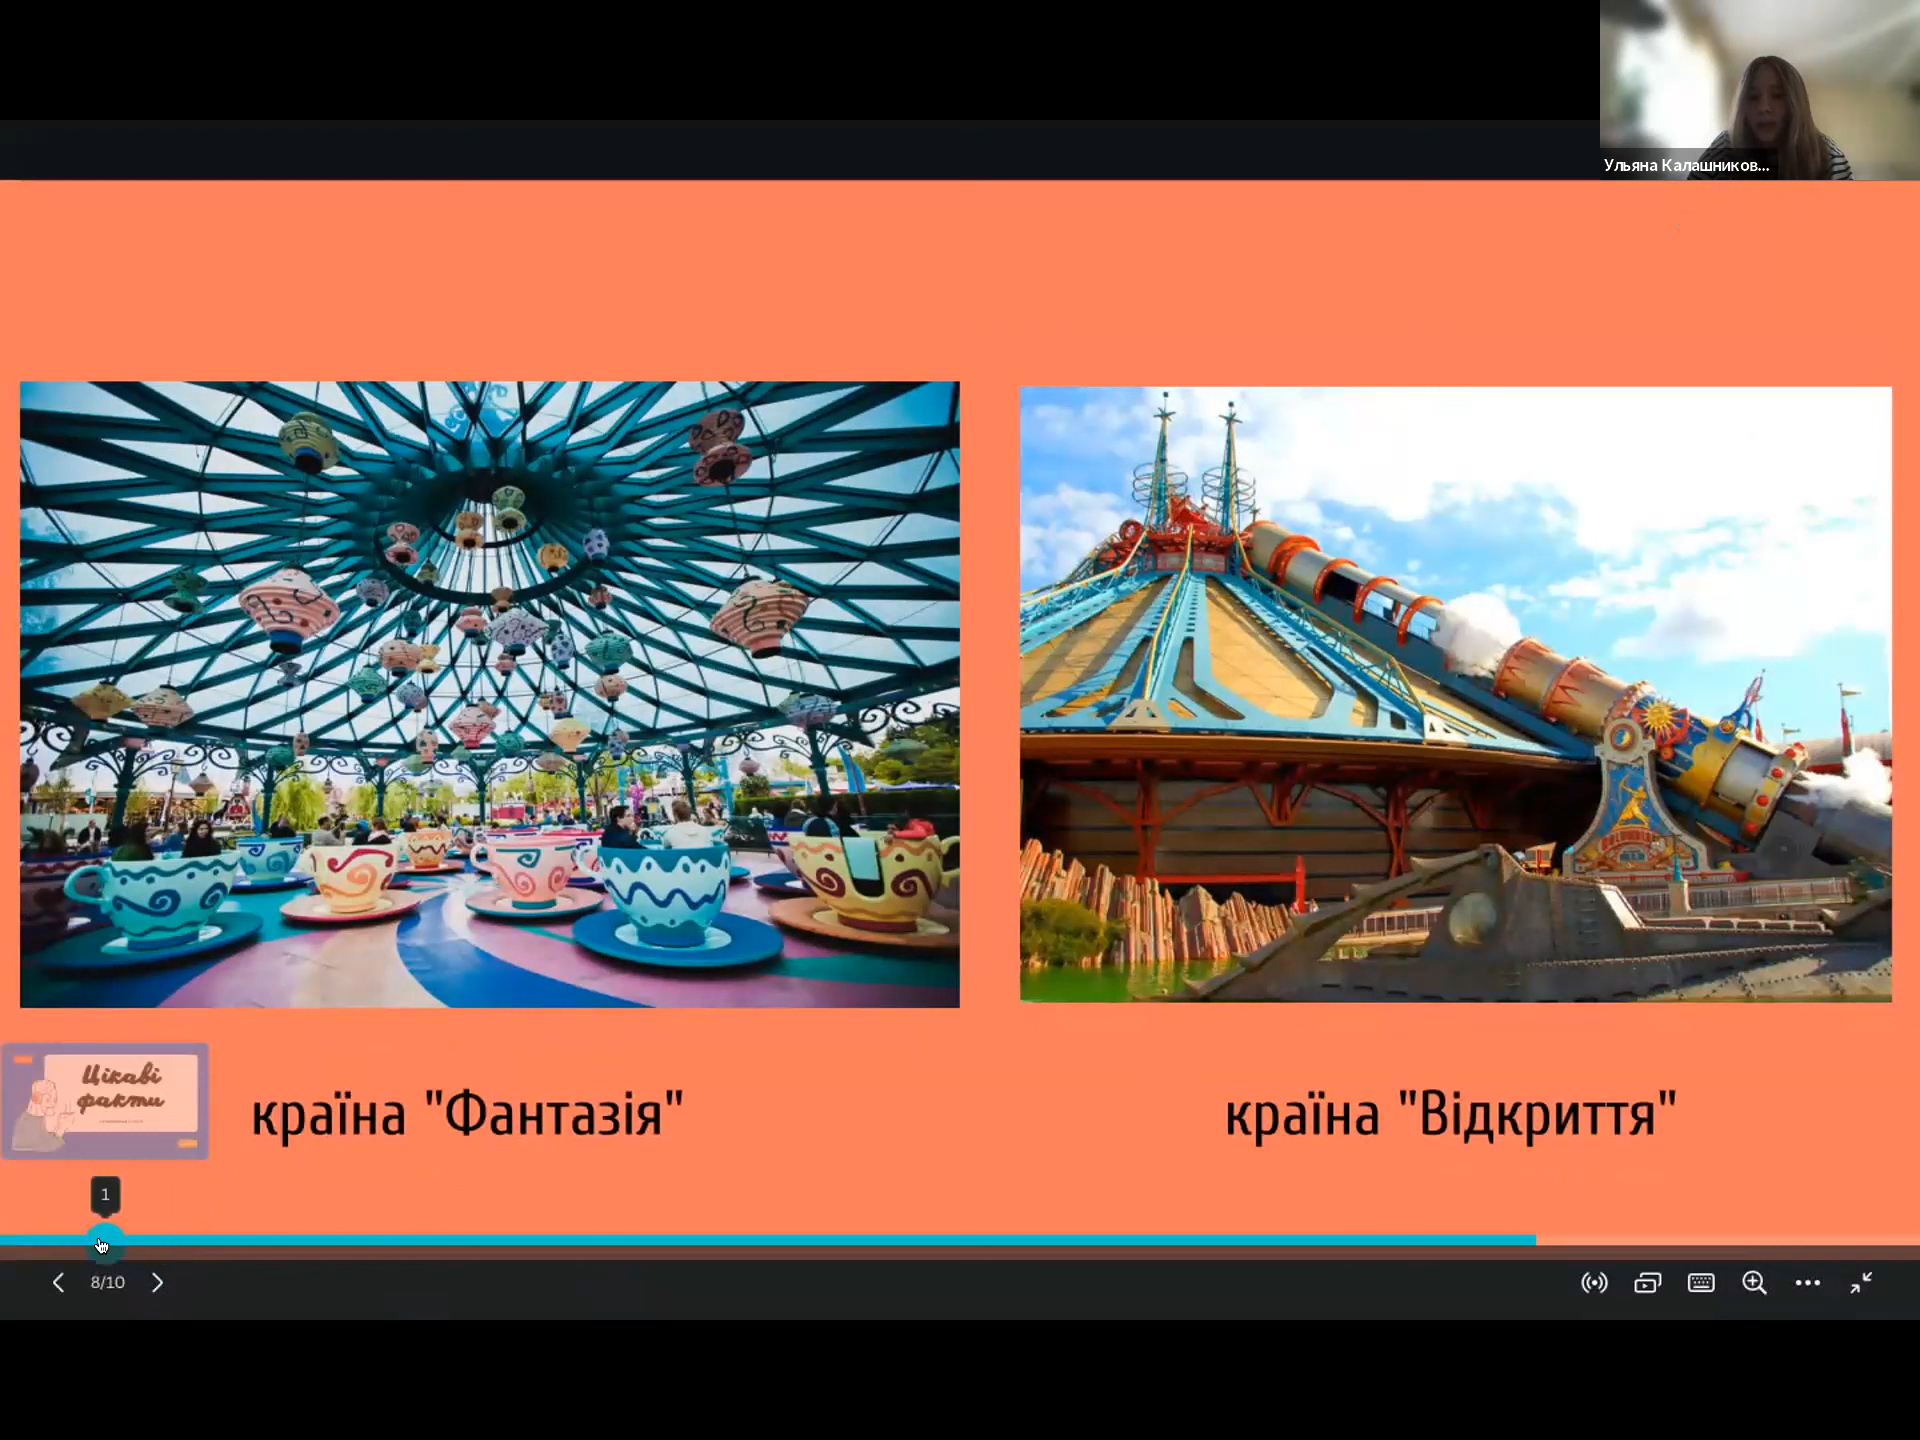 Ульяна Калашников...
Цікаві
факти
країна "Фантазія"
країна "Відкриття"
1
8/10